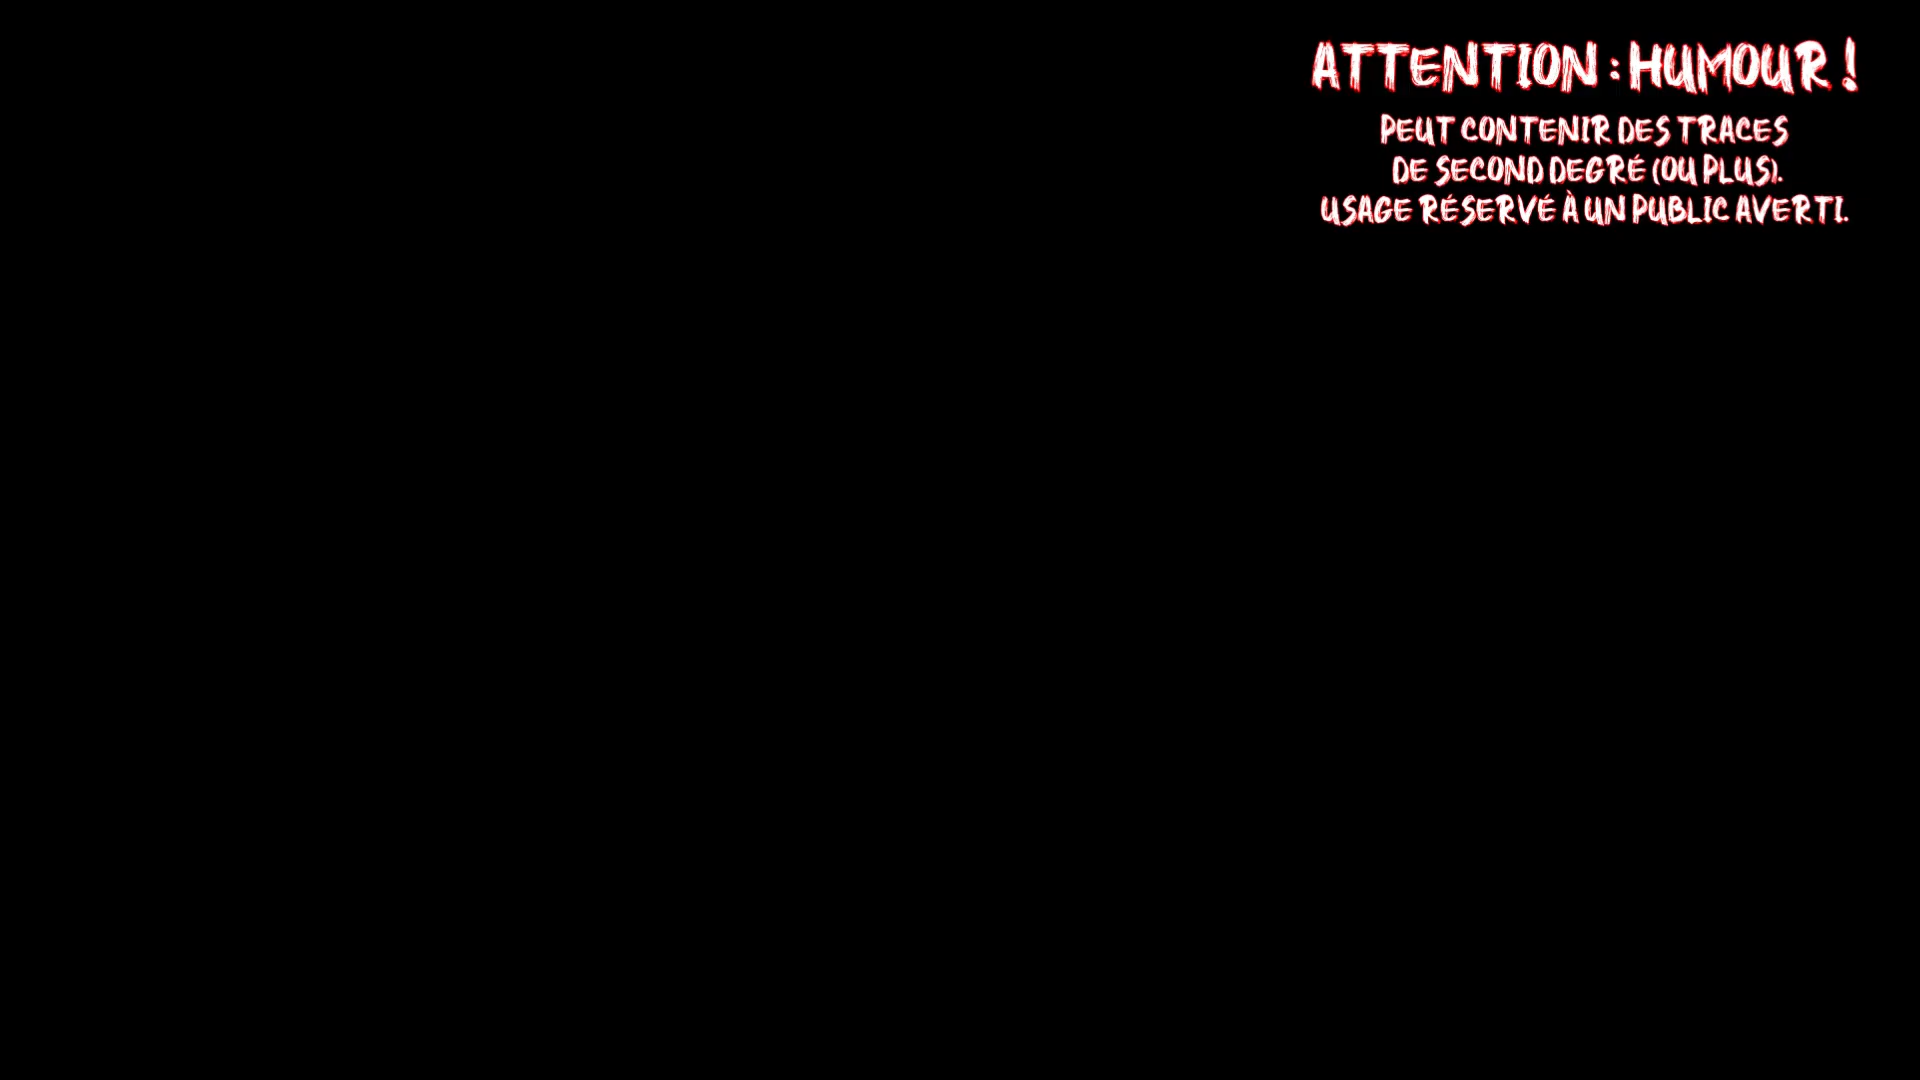 ATTENTION : HUMOUR !
PEUT CONTENIR DES TRACES
DE SECOND DEGRÉ (OU PLUS).
USAGE RÉSERVÉ À UN PUBLIC AVERTI.